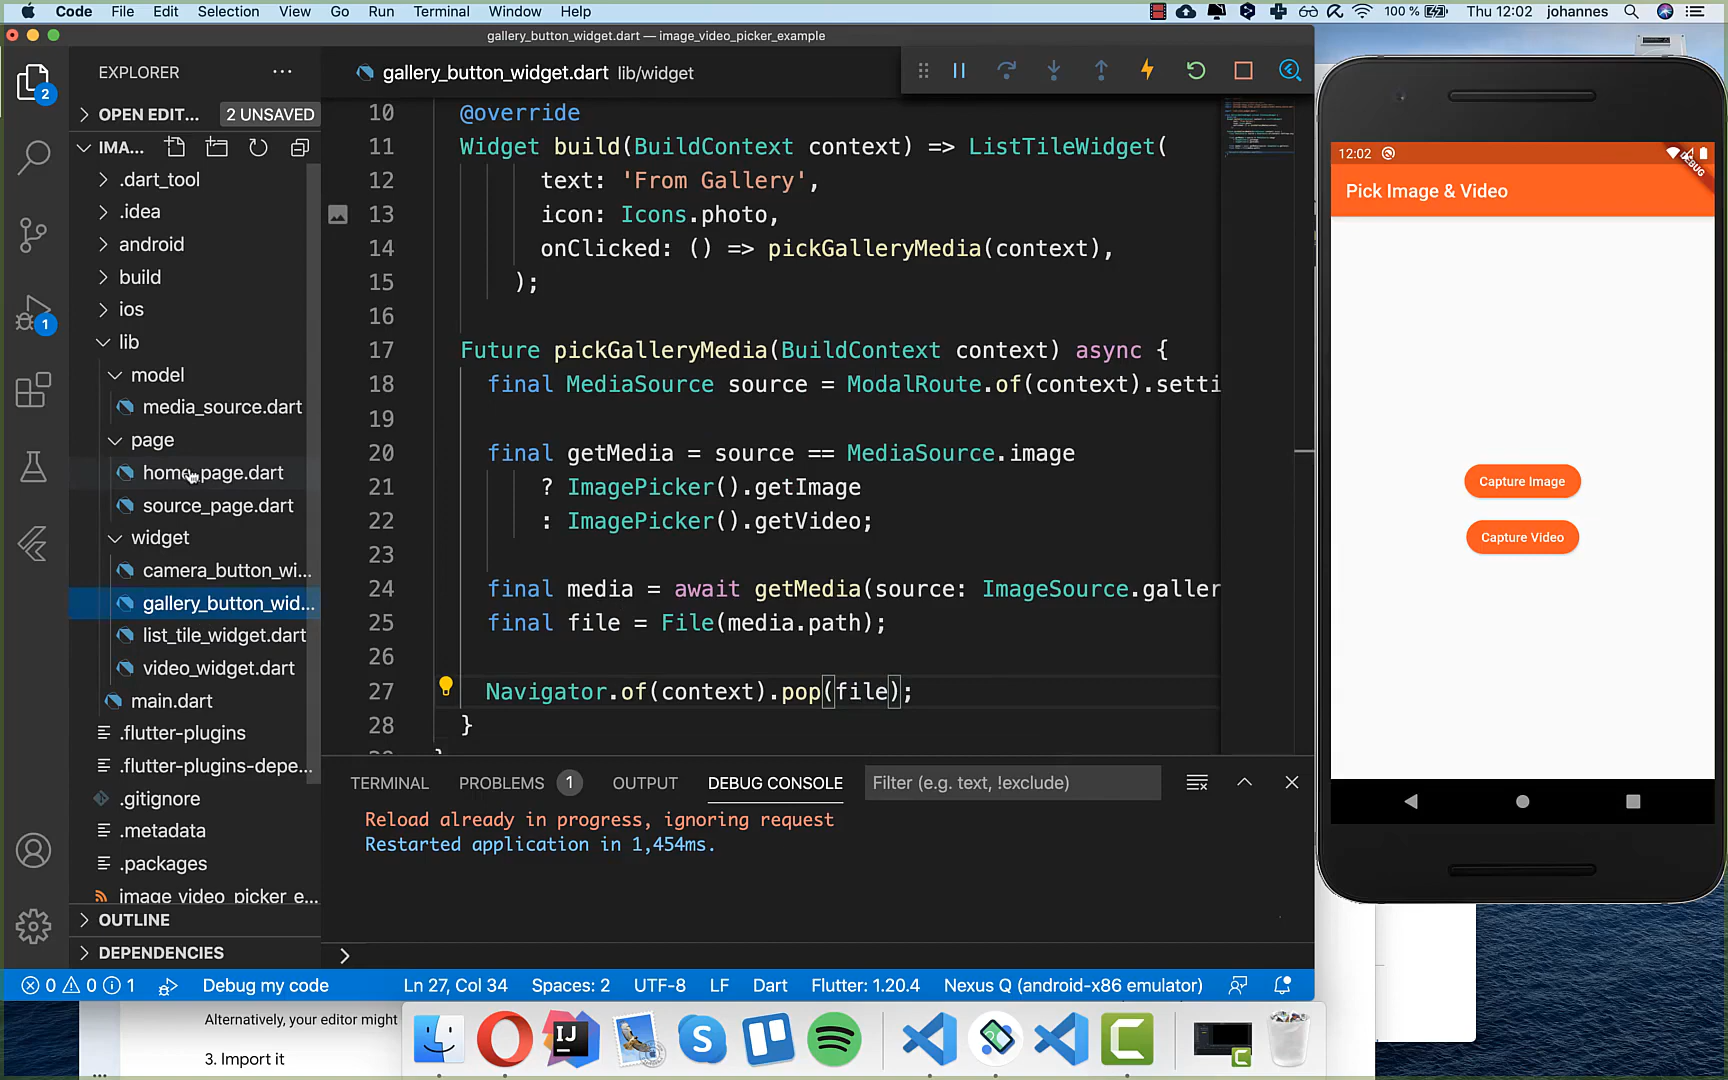 Code File Edit Selection View Go Run Terminal Window Help 100 % Thu 12:02 johannes
gallery_button_widget.dart — image_video_picker_example
EXPLORER
gallery_button_widget.dart lib/widget
OPEN EDIT... 2 UNSAVED
IMA...
.dart_tool
.idea
android
build
ios
lib
model
media_source.dart
page
home_page.dart
source_page.dart
widget
camera_button_wi...
gallery_button_wid...
list_tile_widget.dart
video_widget.dart
main.dart
.flutter-plugins
.flutter-plugins-depe...
.gitignore
.metadata
.packages
image_video_picker_e...
OUTLINE
DEPENDENCIES
2
1
10 @override
11 Widget build(BuildContext context) => ListTileWidget(
12 text: 'From Gallery',
13 icon: Icons.photo,
14 onClicked: () => pickGalleryMedia(context),
15 );
16
17 Future pickGalleryMedia(BuildContext context) async {
18 final MediaSource source = ModalRoute.of(context).setti
19
20 final getMedia = source == MediaSource.image
21 ? ImagePicker().getImage
22 : ImagePicker().getVideo;
23
24 final media = await getMedia(source: ImageSource.galler
25 final file = File(media.path);
26
27 Navigator.of(context).pop(file);
28 }
TERMINAL PROBLEMS 1 OUTPUT DEBUG CONSOLE Filter (e.g. text, !exclude)
Reload already in progress, ignoring request
Restarted application in 1,454ms.
0 0 1 Debug my code Ln 27, Col 34 Spaces: 2 UTF-8 LF Dart Flutter: 1.20.4 Nexus Q (android-x86 emulator)
Alternatively, your editor might
3. Import it
12:02
DEBUG
Pick Image & Video
Capture Image
Capture Video